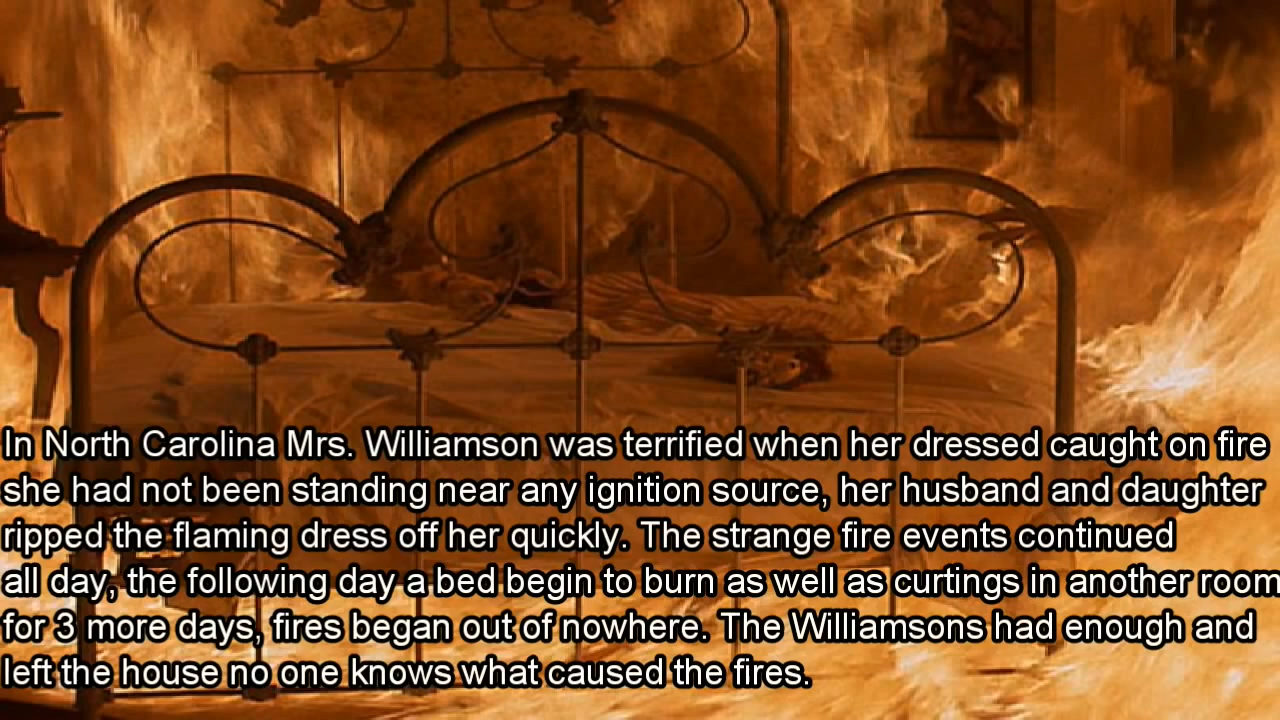 In North Carolina Mrs. Williamson was terrified when her dressed caught on fire
she had not been standing near any ignition source, her husband and daughter
ripped the flaming dress off her quickly. The strange fire events continued
all day, the following day a bed begin to burn as well as curtings in another room
for 3 more days, fires began out of nowhere. The Williamsons had enough and
left the house no one knows what caused the fires.